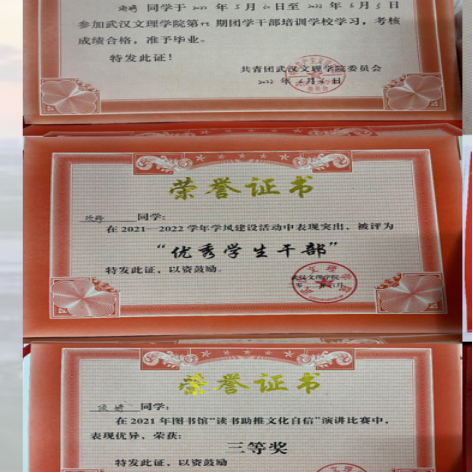 同学于
参加武汉文理学院第 期团学干部培训学校学习，考核
成绩合格，准予毕业。
特发此证！
共青团武汉文理学院委员会
荣誉证书
同学：
在2021—2022学年学风建设活动中表现突出，被评为
“优秀学生干部”
特发此证，以资鼓励。
荣誉证书
同学：
在2021年图书馆“读书助推文化自信”演讲比赛中，
表现优异，荣获：
三等奖
特发此证，以资鼓励